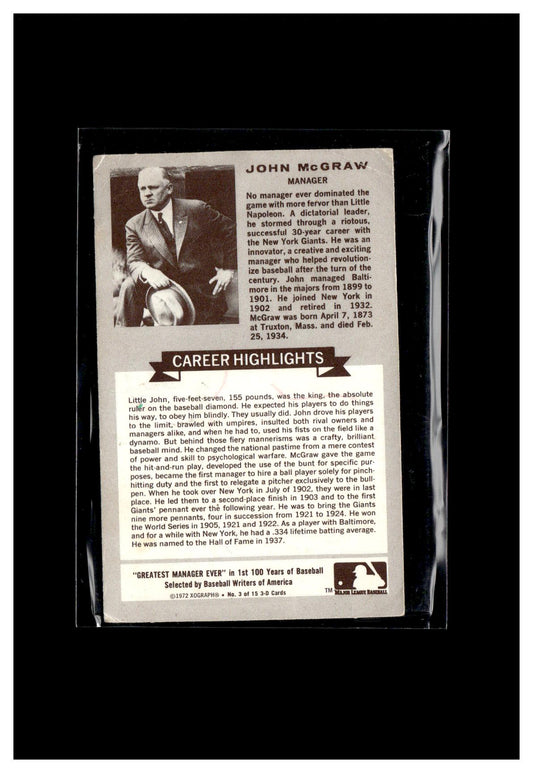 JOHN McGRAW
MANAGER
No manager ever dominated the
game with more fervor than Little
Napoleon. A dictatorial leader,
he stormed through a riotous,
successful 30-year career with
the New York Giants. He was an
innovator, a creative and exciting
manager who helped revolution-
ize baseball after the turn of the
century. John managed Balti-
more in the majors from 1899 to
1901. He joined New York in
1902 and retired in 1932.
McGraw was born April 7, 1873
at Truxton, Mass. and died Feb.
25, 1934.
CAREER HIGHLIGHTS
Little John, five-feet-seven, 155 pounds, was the king, the absolute
ruler on the baseball diamond. He expected his players to do things
his way, to obey him blindly. They usually did. John drove his players
to the limit, brawled with umpires, insulted both rival owners and
managers alike, and when he had to, used his fists on the field like a
dynamo. But behind those fiery mannerisms was a crafty, brilliant
baseball mind. He changed the national pastime from a mere contest
of power and skill to psychological warfare. McGraw gave the game
the hit-and-run play, developed the use of the bunt for specific pur-
poses, became the first manager to hire a ball player solely for pinch-
hitting duty and the first to relegate a pitcher exclusively to the bull-
pen. When he took over New York in July of 1902, they were in last
place. He led them to a second-place finish in 1903 and to the first
Giants' pennant ever the following year. He was to bring the Giants
nine more pennants, four in succession from 1921 to 1924. He won
the World Series in 1905, 1921 and 1922. As a player with Baltimore,
and for a while with New York, he had a .334 lifetime batting average.
He was named to the Hall of Fame in 1937.
"GREATEST MANAGER EVER" in 1st 100 Years of Baseball
Selected by Baseball Writers of America
©1972 XOGRAPH® • No. 3 of 15 3-D Cards
TM
MAJOR LEAGUE BASEBALL